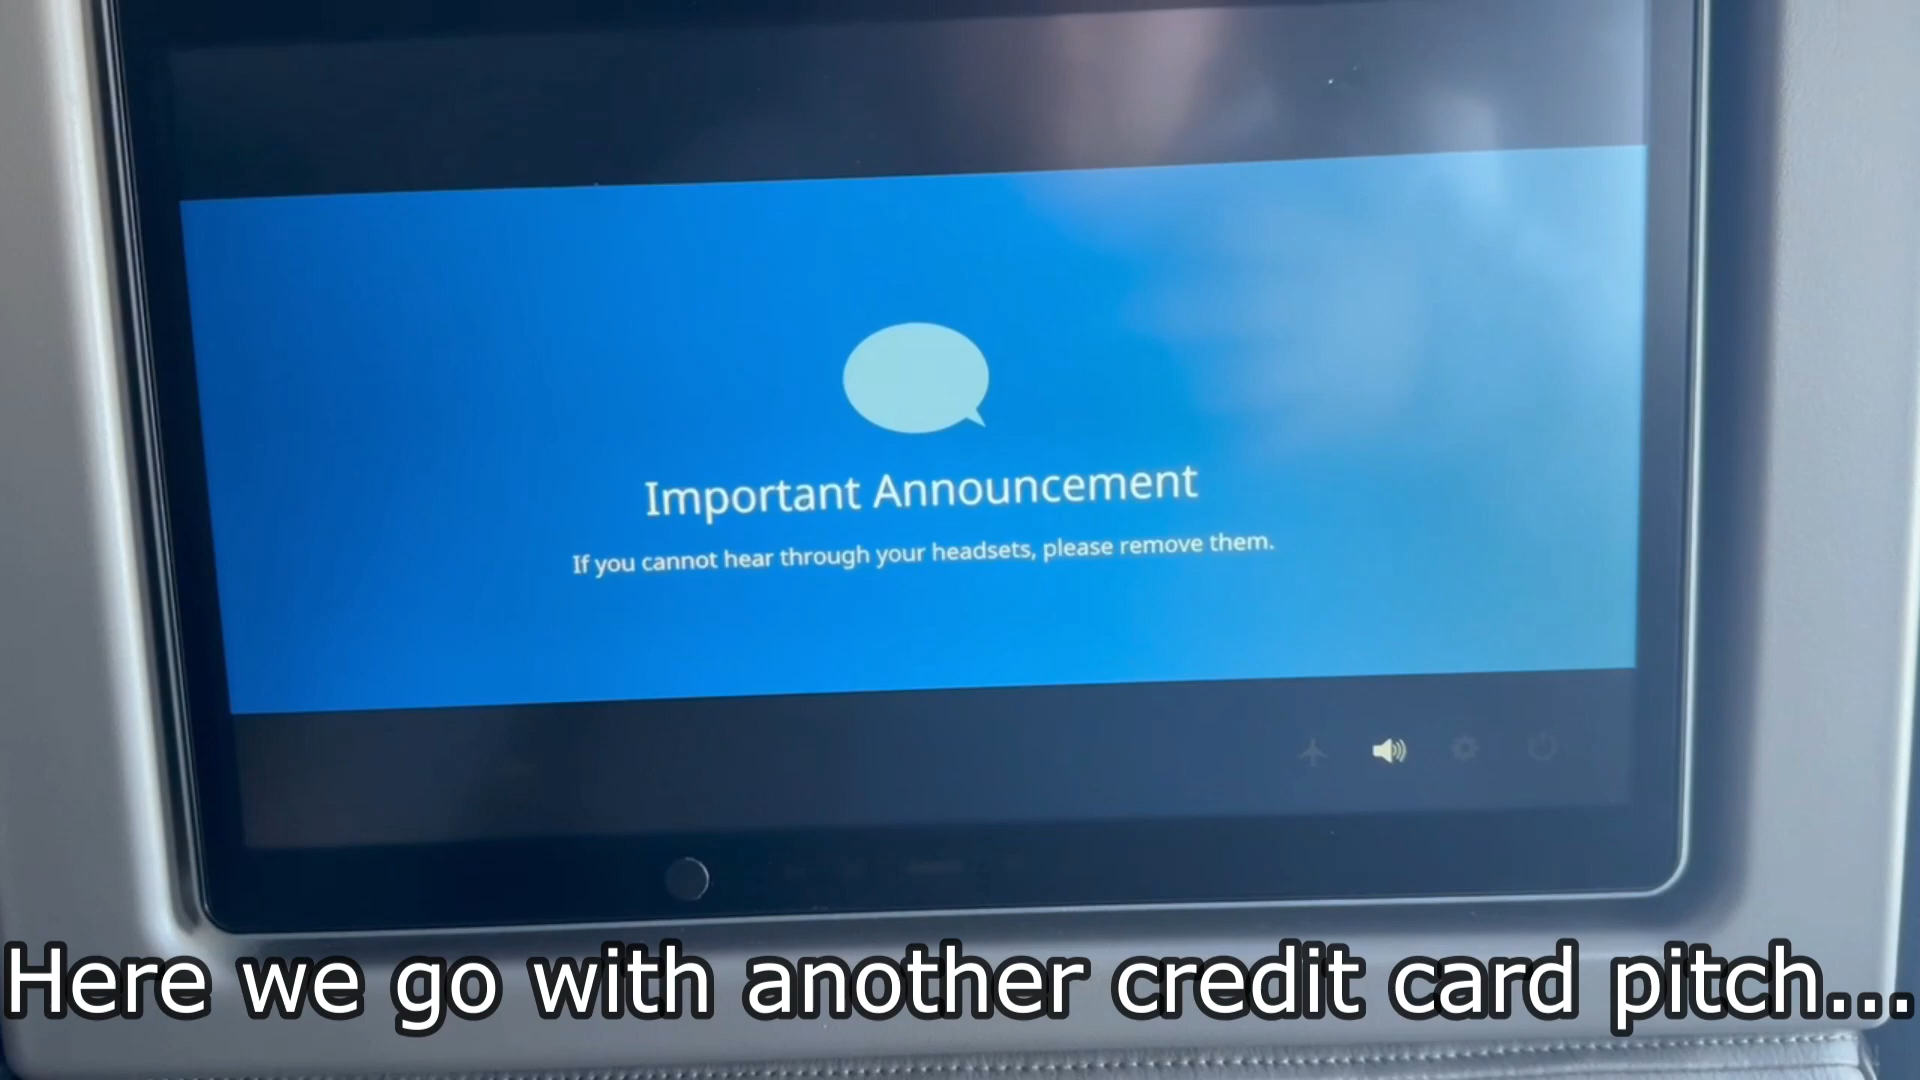 Important Announcement
If you cannot hear through your headsets, please remove them.
Here we go with another credit card pitch...